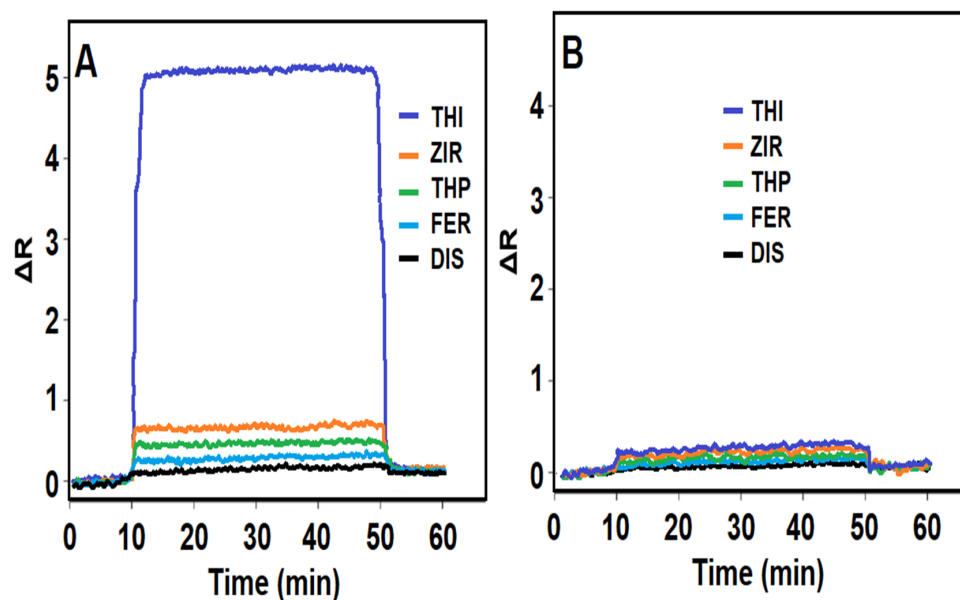 A
5
4
3
2
1
0
ΔR
THI
ZIR
THP
FER
DIS
0 10 20 30 40 50 60
Time (min)
B
4
3
2
1
0
ΔR
THI
ZIR
THP
FER
DIS
0 10 20 30 40 50 60
Time (min)